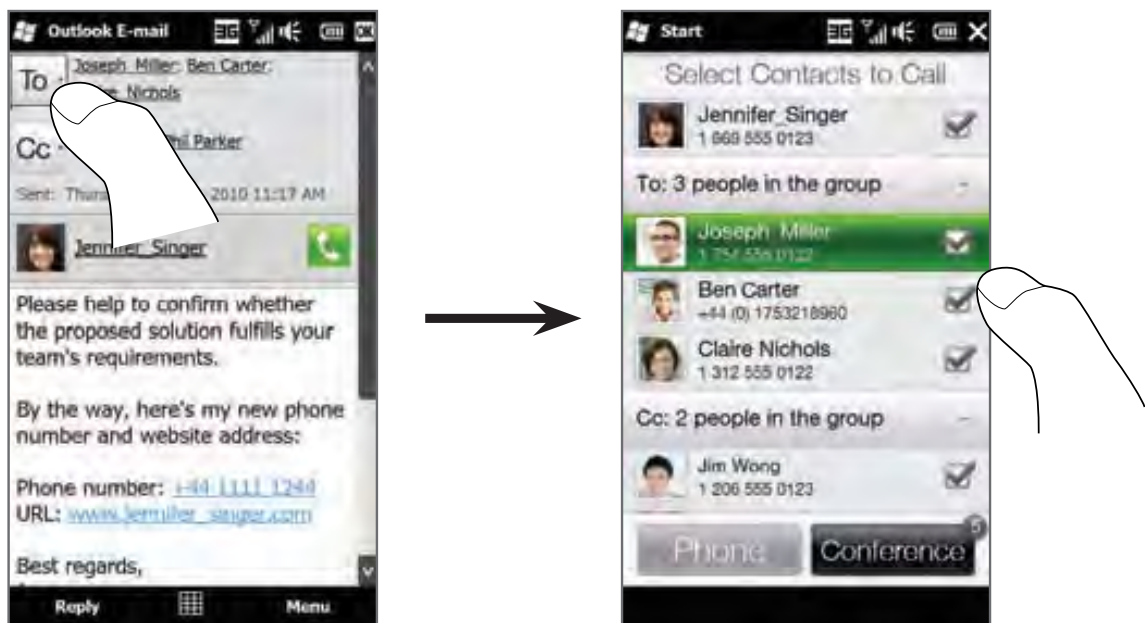 Outlook E-mail
3G
OK
To
Joseph Miller; Ben Carter;
Nichols
Cc
Phil Parker
Sent:
2010 11:17 AM
Jennifer_Singer
Please help to confirm whether
the proposed solution fulfills your
team's requirements.
By the way, here's my new phone
number and website address:
Phone number: +44 1111 1244
URL: www.jennifer_singer.com
Best regards,
Reply
Menu
Start
3G
Select Contacts to Call
Jennifer_Singer
1 669 555 0123
To: 3 people in the group
-
Joseph Miller
Ben Carter
+44 (0) 1753218960
Claire Nichols
1 312 555 0122
Cc: 2 people in the group
-
Jim Wong
1 206 555 0123
Phone
Conference
5